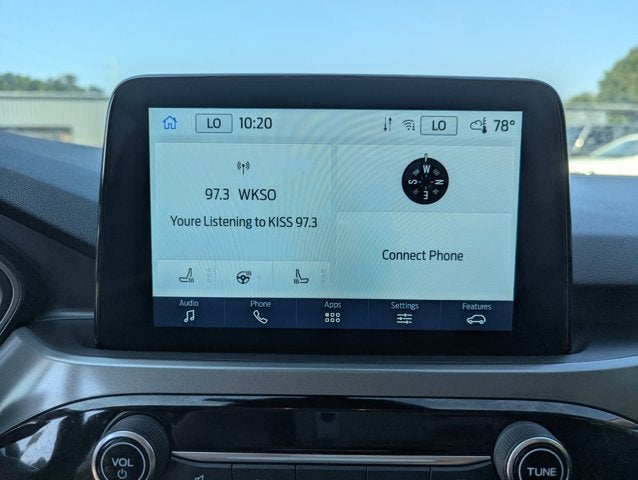 LO 10:20 LO 78°
97.3 WKSO
Youre Listening to KISS 97.3
W
S N
E
Connect Phone
Audio Phone Apps Settings Features
VOL
TUNE